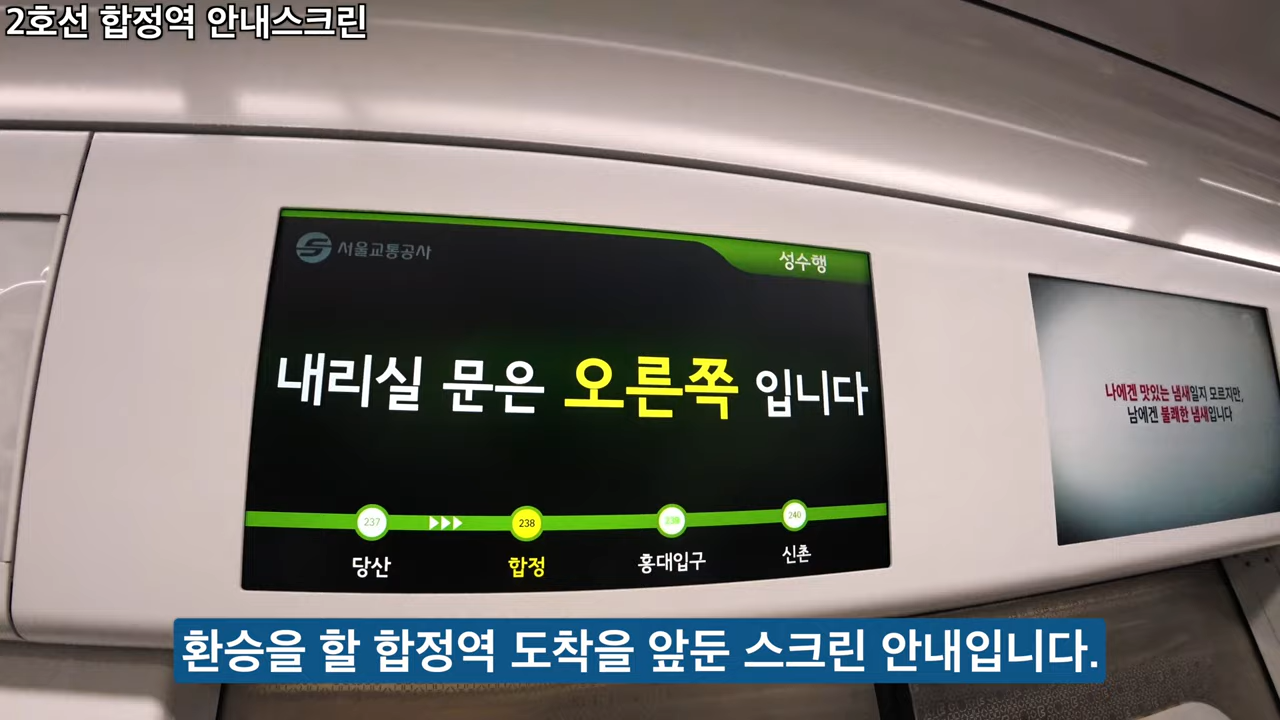 2호선 합정역 안내스크린
서울교통공사
성수행
내리실 문은 오른쪽 입니다
237
238
239
240
당산
합정
홍대입구
신촌
나에겐 맛있는 냄새일지 모르지만,
남에겐 불쾌한 냄새입니다
환승을 할 합정역 도착을 앞둔 스크린 안내입니다.